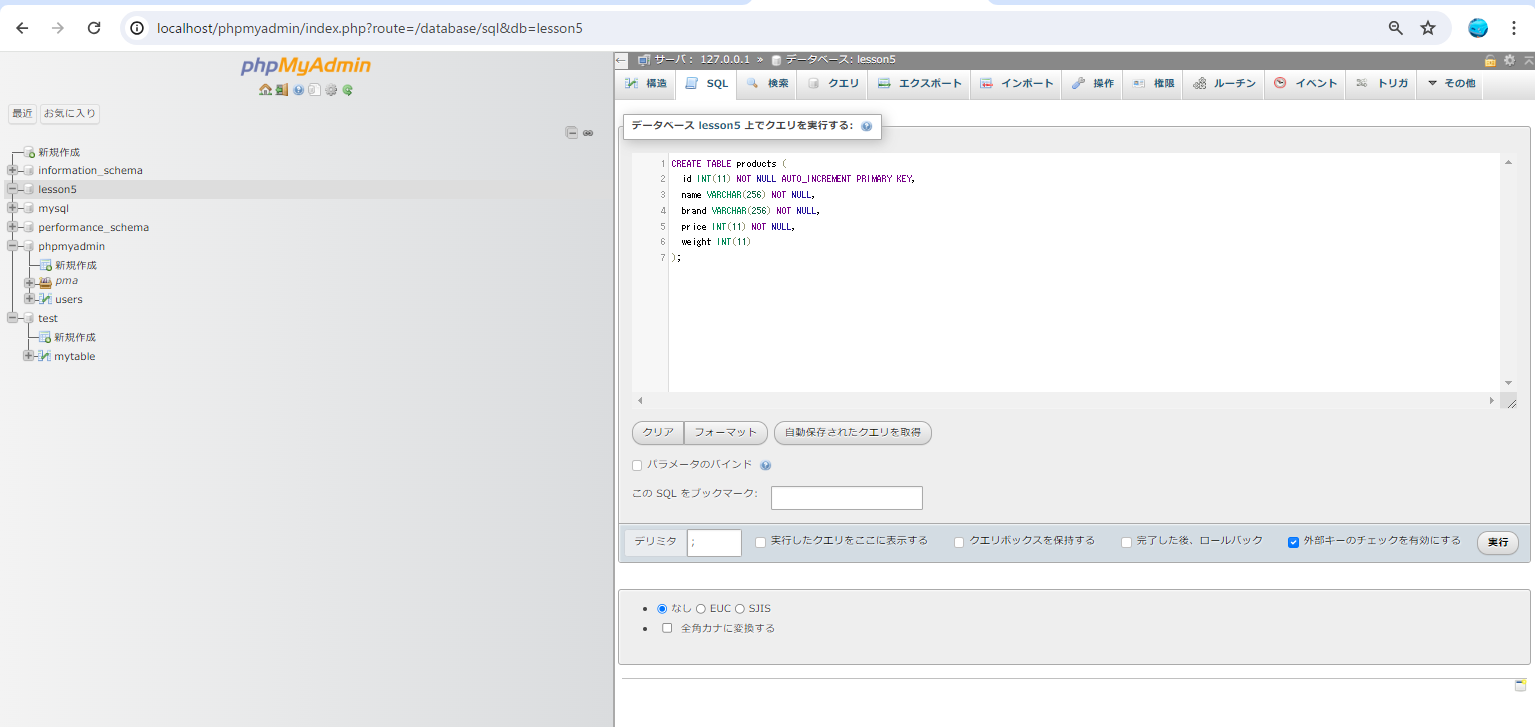 localhost/phpmyadmin/index.php?route=/database/sql&db=lesson5
phpMyAdmin
最近 お気に入り
新規作成
information_schema
lesson5
mysql
performance_schema
phpmyadmin
新規作成
pma
users
test
新規作成
mytable
サーバ: 127.0.0.1 » データベース: lesson5
構造 SQL 検索 クエリ エクスポート インポート 操作 権限 ルーチン イベント トリガ その他
データベース lesson5 上でクエリを実行する:
1 CREATE TABLE products (
2 id INT(11) NOT NULL AUTO_INCREMENT PRIMARY KEY,
3 name VARCHAR(256) NOT NULL,
4 brand VARCHAR(256) NOT NULL,
5 price INT(11) NOT NULL,
6 weight INT(11)
7 );
クリア フォーマット 自動保存されたクエリを取得
パラメータのバインド
この SQL をブックマーク:
デリミタ ; 実行したクエリをここに表示する クエリボックスを保持する 完了した後、ロールバック 外部キーのチェックを有効にする 実行
なし EUC SJIS
全角カナに変換する